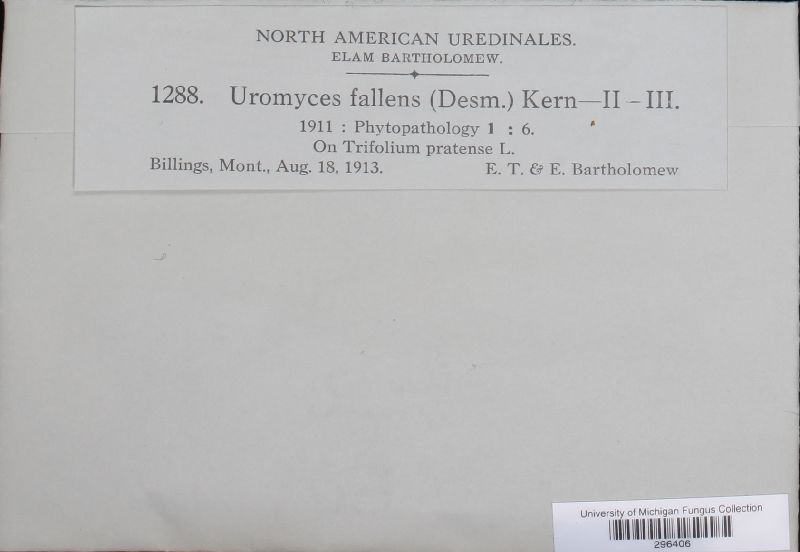 NORTH AMERICAN UREDINALES.
ELAM BARTHOLOMEW.
1288. Uromyces fallens (Desm.) Kern—II – III.
1911 : Phytopathology 1 : 6.
On Trifolium pratense L.
Billings, Mont., Aug. 18, 1913. E. T. & E. Bartholomew
University of Michigan Fungus Collection
296406